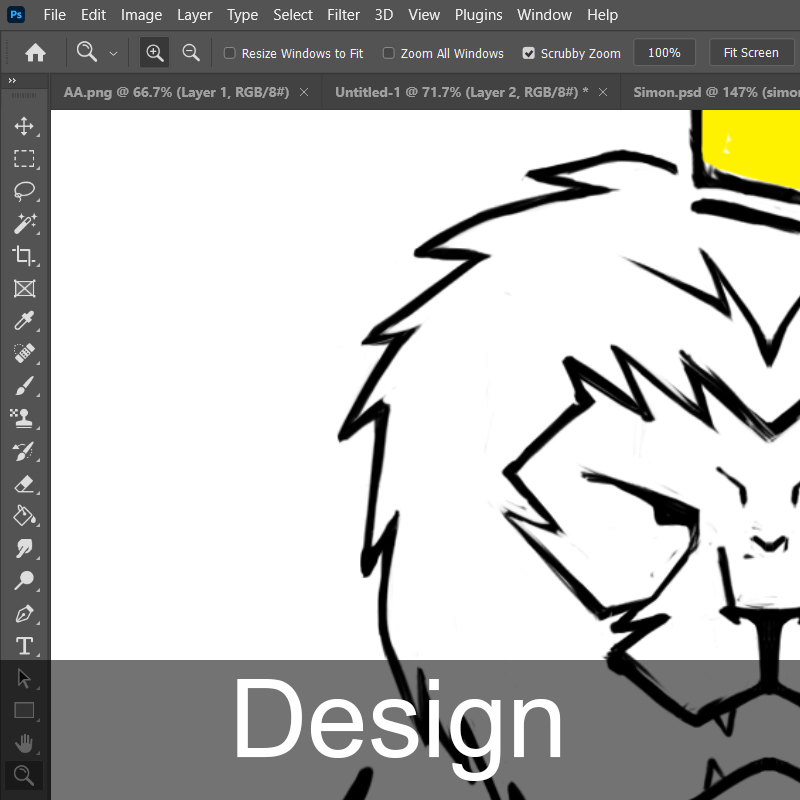 Ps File Edit Image Layer Type Select Filter 3D View Plugins Window Help
Resize Windows to Fit Zoom All Windows Scrubby Zoom 100% Fit Screen
AA.png @ 66.7% (Layer 1, RGB/8#) × Untitled-1 @ 71.7% (Layer 2, RGB/8#) * × Simon.psd @ 147% (simo
T
Design